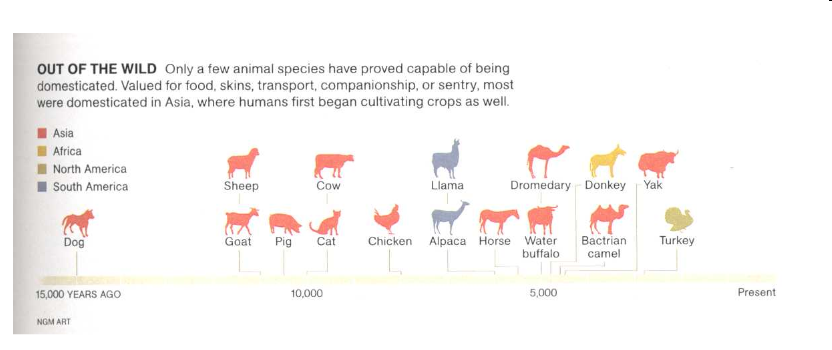 OUT OF THE WILD Only a few animal species have proved capable of being
domesticated. Valued for food, skins, transport, companionship, or sentry, most
were domesticated in Asia, where humans first began cultivating crops as well.
Asia
Africa
North America
South America
Sheep Cow Llama Dromedary Donkey Yak
Dog Goat Pig Cat Chicken Alpaca Horse Water Bactrian Turkey
buffalo camel
15,000 YEARS AGO 10,000 5,000 Present
NGM ART